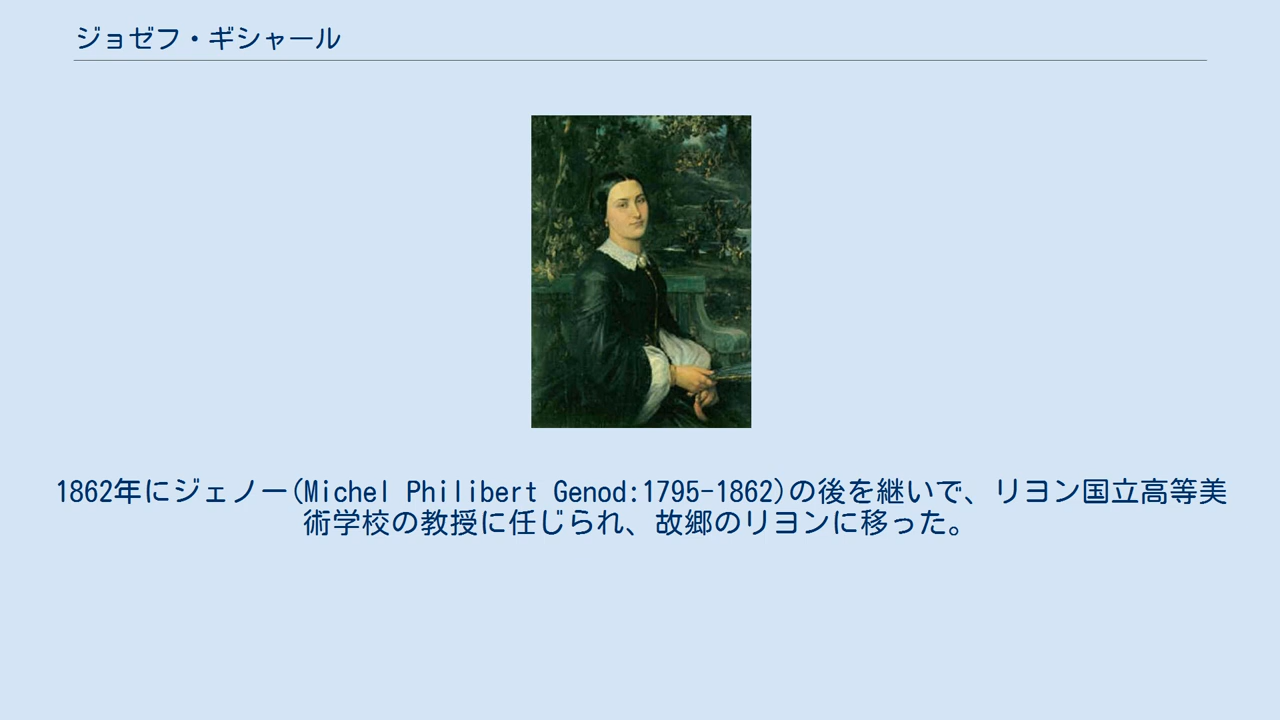 ジョゼフ・ギシャール
1862年にジェノー(Michel Philibert Genod:1795-1862)の後を継いで、リヨン国立高等美
術学校の教授に任じられ、故郷のリヨンに移った。